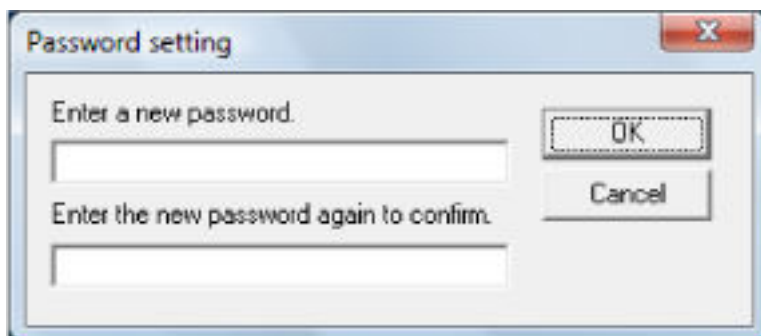 Password setting
Enter a new password.
OK
Cancel
Enter the new password again to confirm.